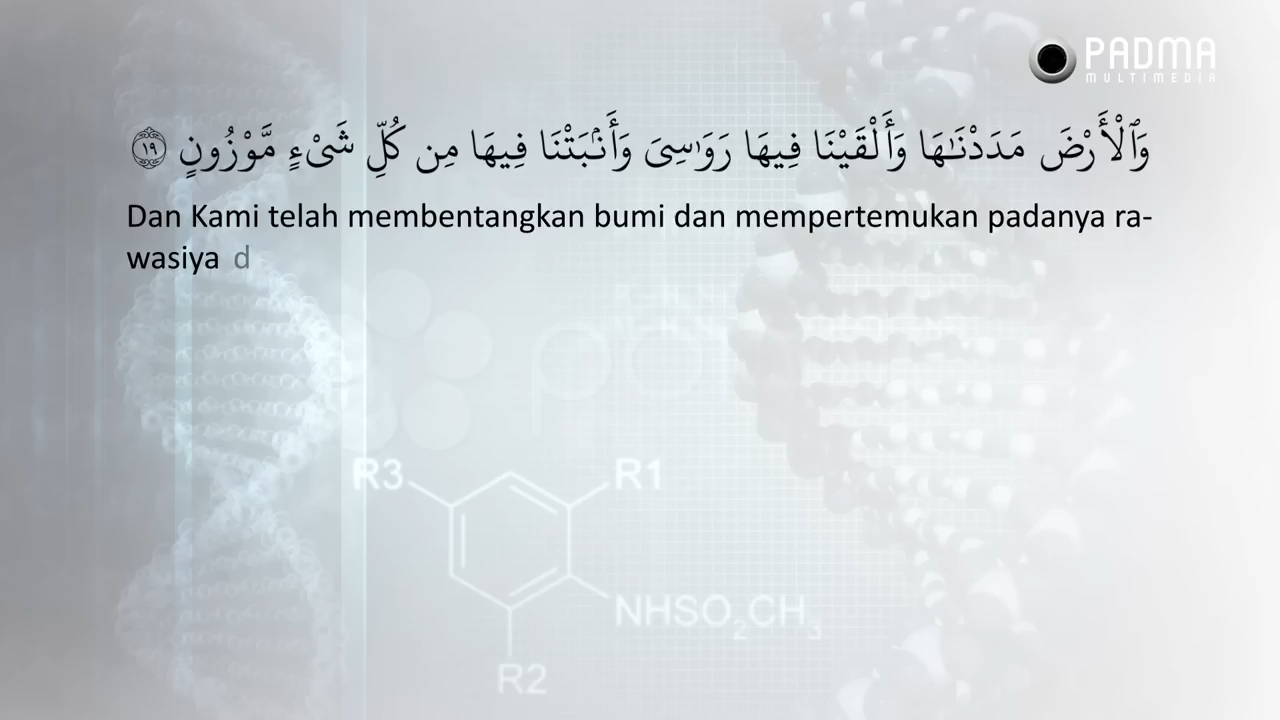 PADMA
MULTIMEDIA
وَٱلْأَرْضَ مَدَدْنَـٰهَا وَأَلْقَيْنَا فِيهَا رَوَٰسِىَ وَأَنۢبَتْنَا فِيهَا مِن كُلِّ شَىْءٍ مَّوْزُونٍ ١٩
Dan Kami telah membentangkan bumi dan mempertemukan padanya ra-
wasiya d
R3
R1
NHSO₂CH₃
R2